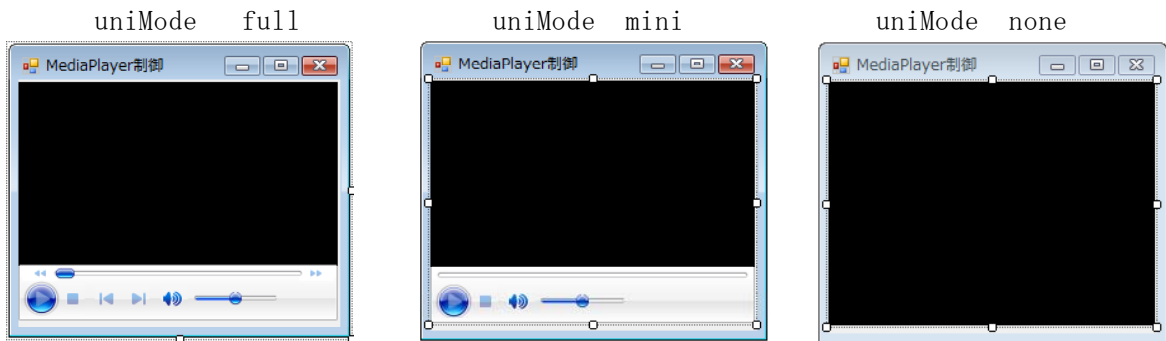 uniMode full
uniMode mini
uniMode none
MediaPlayer制御
MediaPlayer制御
MediaPlayer制御